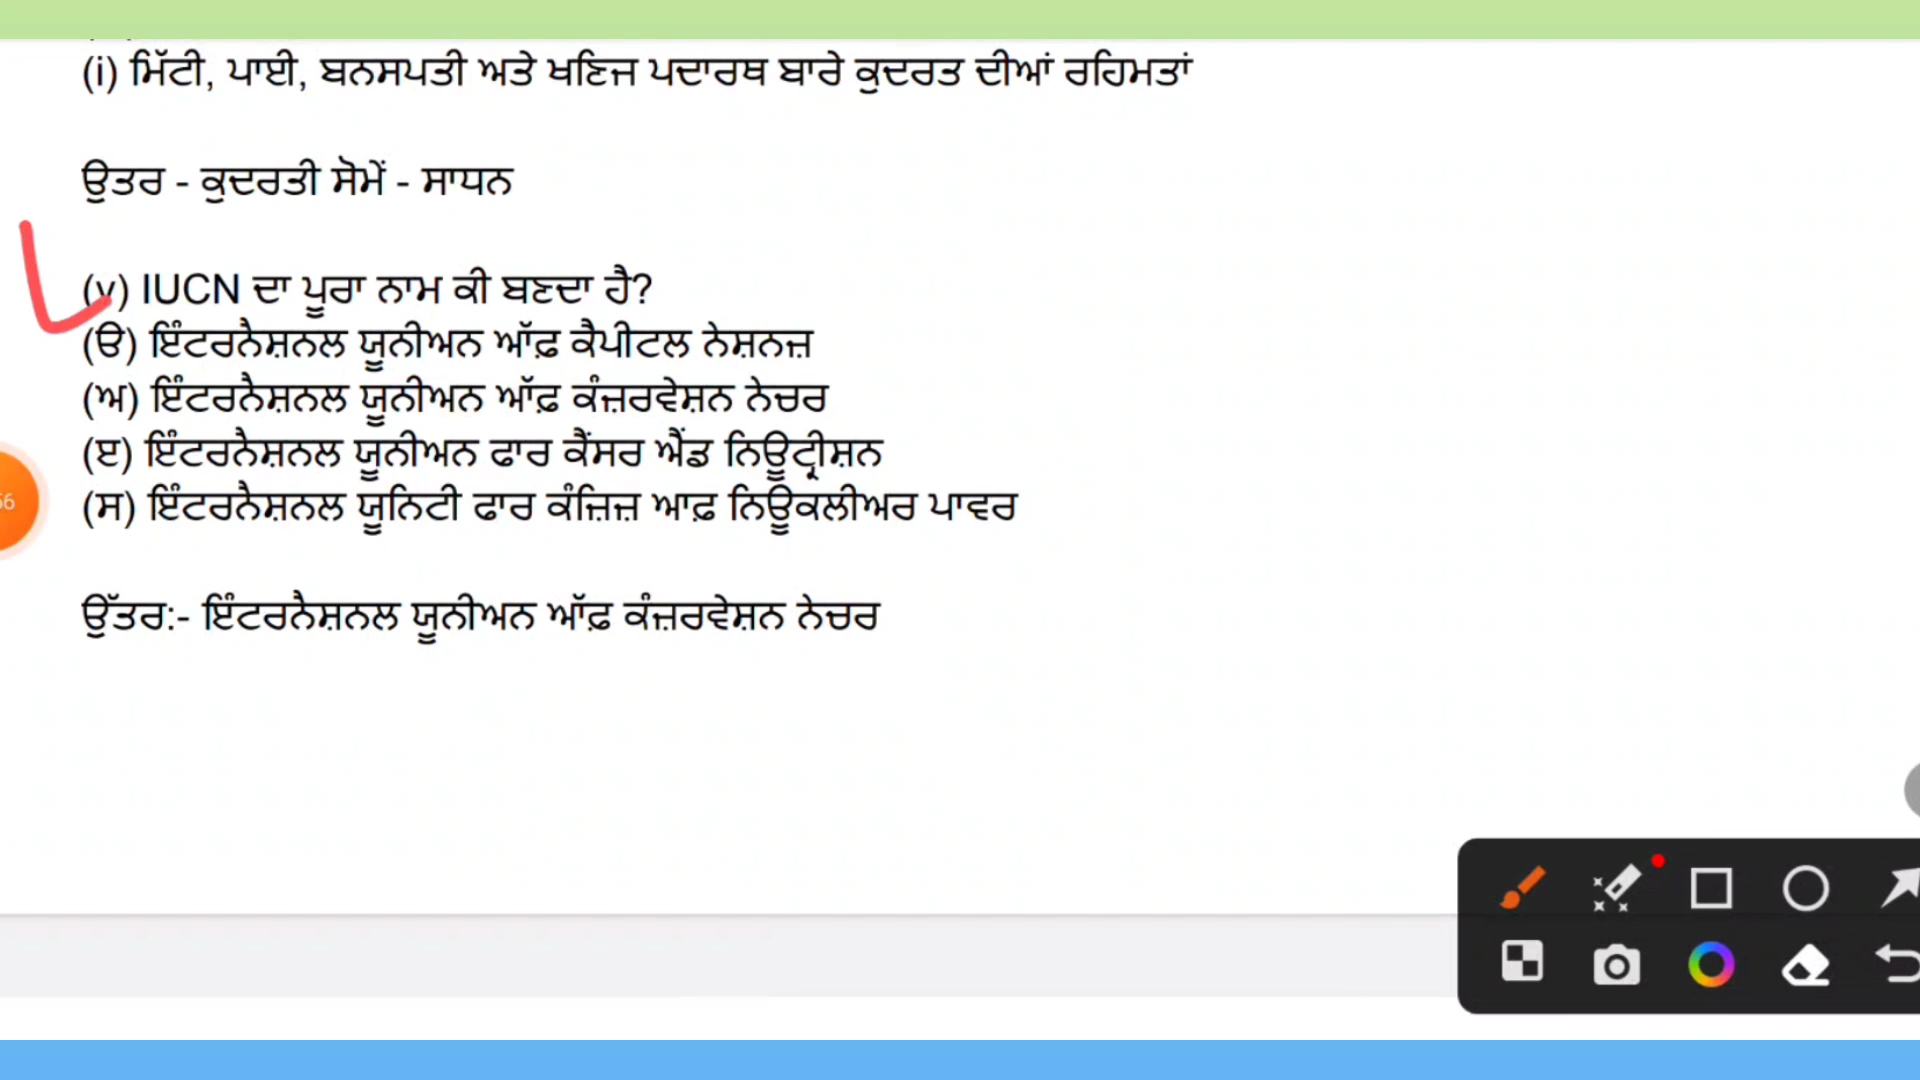 (i) ਮਿੱਟੀ, ਪਾਈ, ਬਨਸਪਤੀ ਅਤੇ ਖਣਿਜ ਪਦਾਰਥ ਬਾਰੇ ਕੁਦਰਤ ਦੀਆਂ ਰਹਿਮਤਾਂ
ਉਤਰ - ਕੁਦਰਤੀ ਸੋਮੇਂ - ਸਾਧਨ
(v) IUCN ਦਾ ਪੂਰਾ ਨਾਮ ਕੀ ਬਣਦਾ ਹੈ?
(ੳ) ਇੰਟਰਨੈਸ਼ਨਲ ਯੂਨੀਅਨ ਆੱਫ਼ ਕੈਪੀਟਲ ਨੇਸ਼ਨਜ਼
(ਅ) ਇੰਟਰਨੈਸ਼ਨਲ ਯੂਨੀਅਨ ਆੱਫ਼ ਕੰਜ਼ਰਵੇਸ਼ਨ ਨੇਚਰ
(ੲ) ਇੰਟਰਨੈਸ਼ਨਲ ਯੂਨੀਅਨ ਫਾਰ ਕੈਂਸਰ ਐਂਡ ਨਿਊਟ੍ਰੀਸ਼ਨ
(ਸ) ਇੰਟਰਨੈਸ਼ਨਲ ਯੂਨਿਟੀ ਫਾਰ ਕੰਜ਼ਿਜ਼ ਆਫ਼ ਨਿਊਕਲੀਅਰ ਪਾਵਰ
56
ਉੱਤਰ:- ਇੰਟਰਨੈਸ਼ਨਲ ਯੂਨੀਅਨ ਆੱਫ਼ ਕੰਜ਼ਰਵੇਸ਼ਨ ਨੇਚਰ